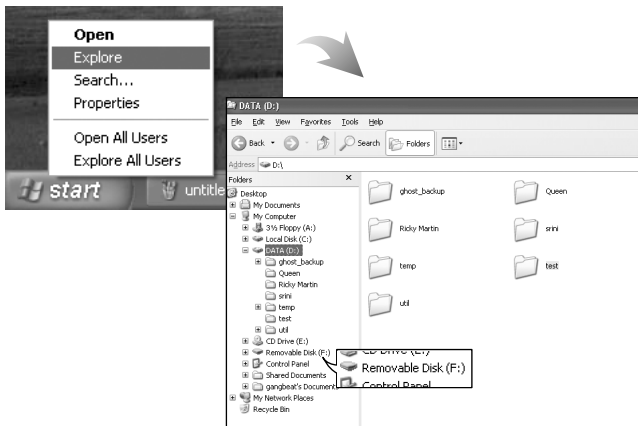 Open
Explore
Search...
Properties
Open All Users
Explore All Users
start
untitle
DATA (D:)
File Edit View Favorites Tools Help
Back Search Folders
Address D:\
Folders
Desktop
My Documents
My Computer
3½ Floppy (A:)
Local Disk (C:)
DATA (D:)
ghost_backup
Queen
Ricky Martin
srini
temp
test
util
CD Drive (E:)
Removable Disk (F:)
Control Panel
Shared Documents
gangbeat's Documents
My Network Places
Recycle Bin
ghost_backup Queen
Ricky Martin srini
temp test
util
CD Drive (E:)
Removable Disk (F:)
Control Panel